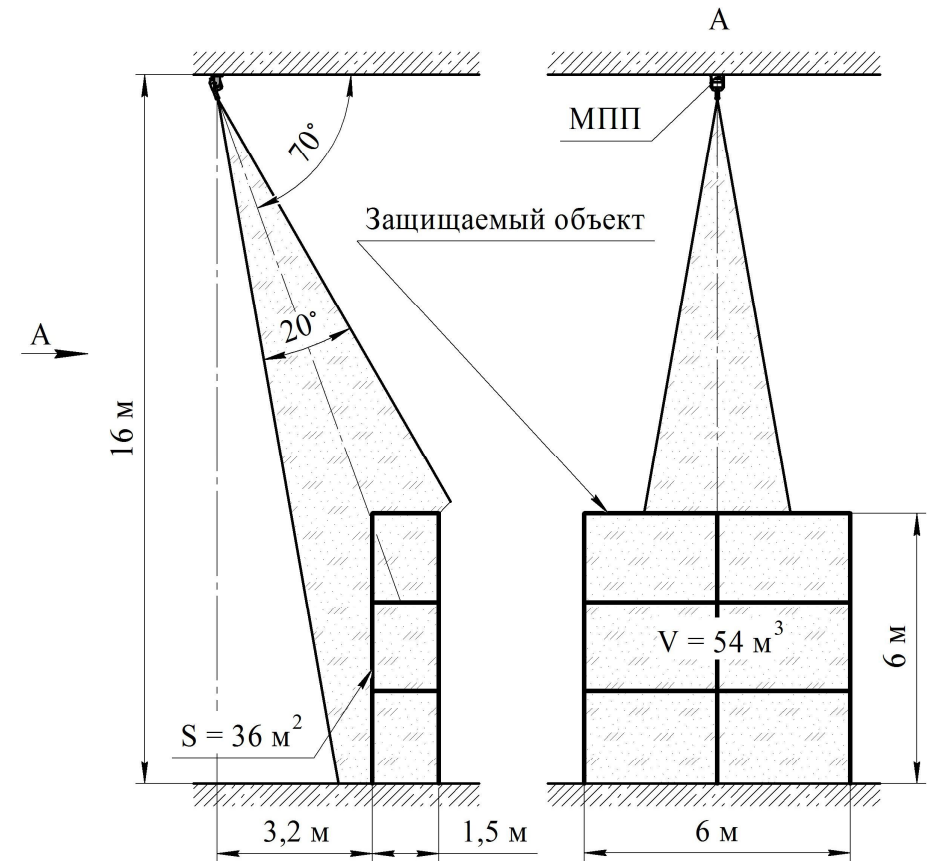 А
МПП
70°
Защищаемый объект
20°
А
16 м
V = 54 м³
6 м
S = 36 м²
3,2 м
1,5 м
6 м